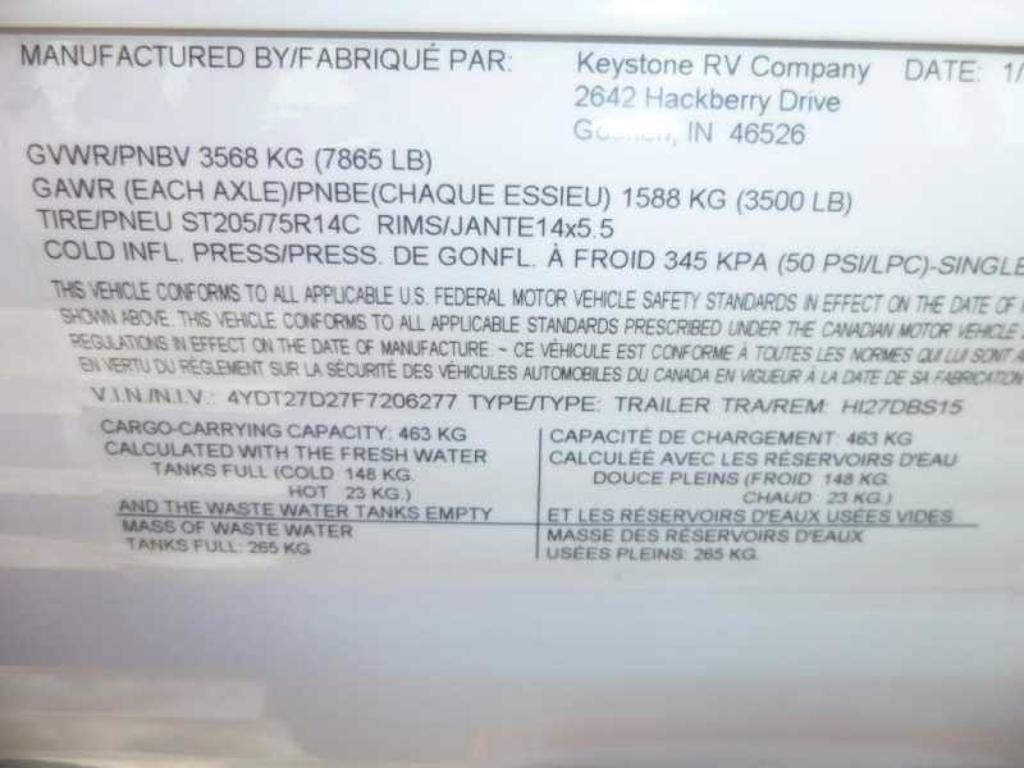 MANUFACTURED BY/FABRIQUÉ PAR: Keystone RV Company DATE: 1/
2642 Hackberry Drive
IN 46526
GVWR/PNBV 3568 KG (7865 LB)
GAWR (EACH AXLE)/PNBE(CHAQUE ESSIEU) 1588 KG (3500 LB)
TIRE/PNEU ST205/75R14C RIMS/JANTE14x5.5
COLD INFL. PRESS/PRESS. DE GONFL. À FROID 345 KPA (50 PSI/LPC)-SINGLE
THIS VEHICLE CONFORMS TO ALL APPLICABLE U.S. FEDERAL MOTOR VEHICLE SAFETY STANDARDS IN EFFECT ON THE DATE OF
SHOWN ABOVE. THIS VEHICLE CONFORMS TO ALL APPLICABLE STANDARDS PRESCRIBED UNDER THE CANADIAN MOTOR VEHICLE
REGULATIONS IN EFFECT ON THE DATE OF MANUFACTURE. - CE VÉHICULE EST CONFORME À TOUTES LES NORMES QUI LUI SONT
EN VERTU DU RÉGLEMENT SUR LA SÉCURITÉ DES VÉHICULES AUTOMOBILES DU CANADA EN VIGUEUR À LA DATE DE SA FABRICATION
V.I.N./N.I.V.: 4YDT27D27F7206277 TYPE/TYPE: TRAILER TRA/REM: HI27DBS15
CARGO-CARRYING CAPACITY: 463 KG
CALCULATED WITH THE FRESH WATER
TANKS FULL (COLD 148 KG.
HOT 23 KG.)
AND THE WASTE WATER TANKS EMPTY
MASS OF WASTE WATER
TANKS FULL: 265 KG
CAPACITÉ DE CHARGEMENT: 463 KG
CALCULÉE AVEC LES RÉSERVOIRS D'EAU
DOUCE PLEINS (FROID 148 KG.
CHAUD 23 KG.)
ET LES RÉSERVOIRS D'EAUX USÉES VIDES
MASSE DES RÉSERVOIRS D'EAUX
USÉES PLEINS: 265 KG.